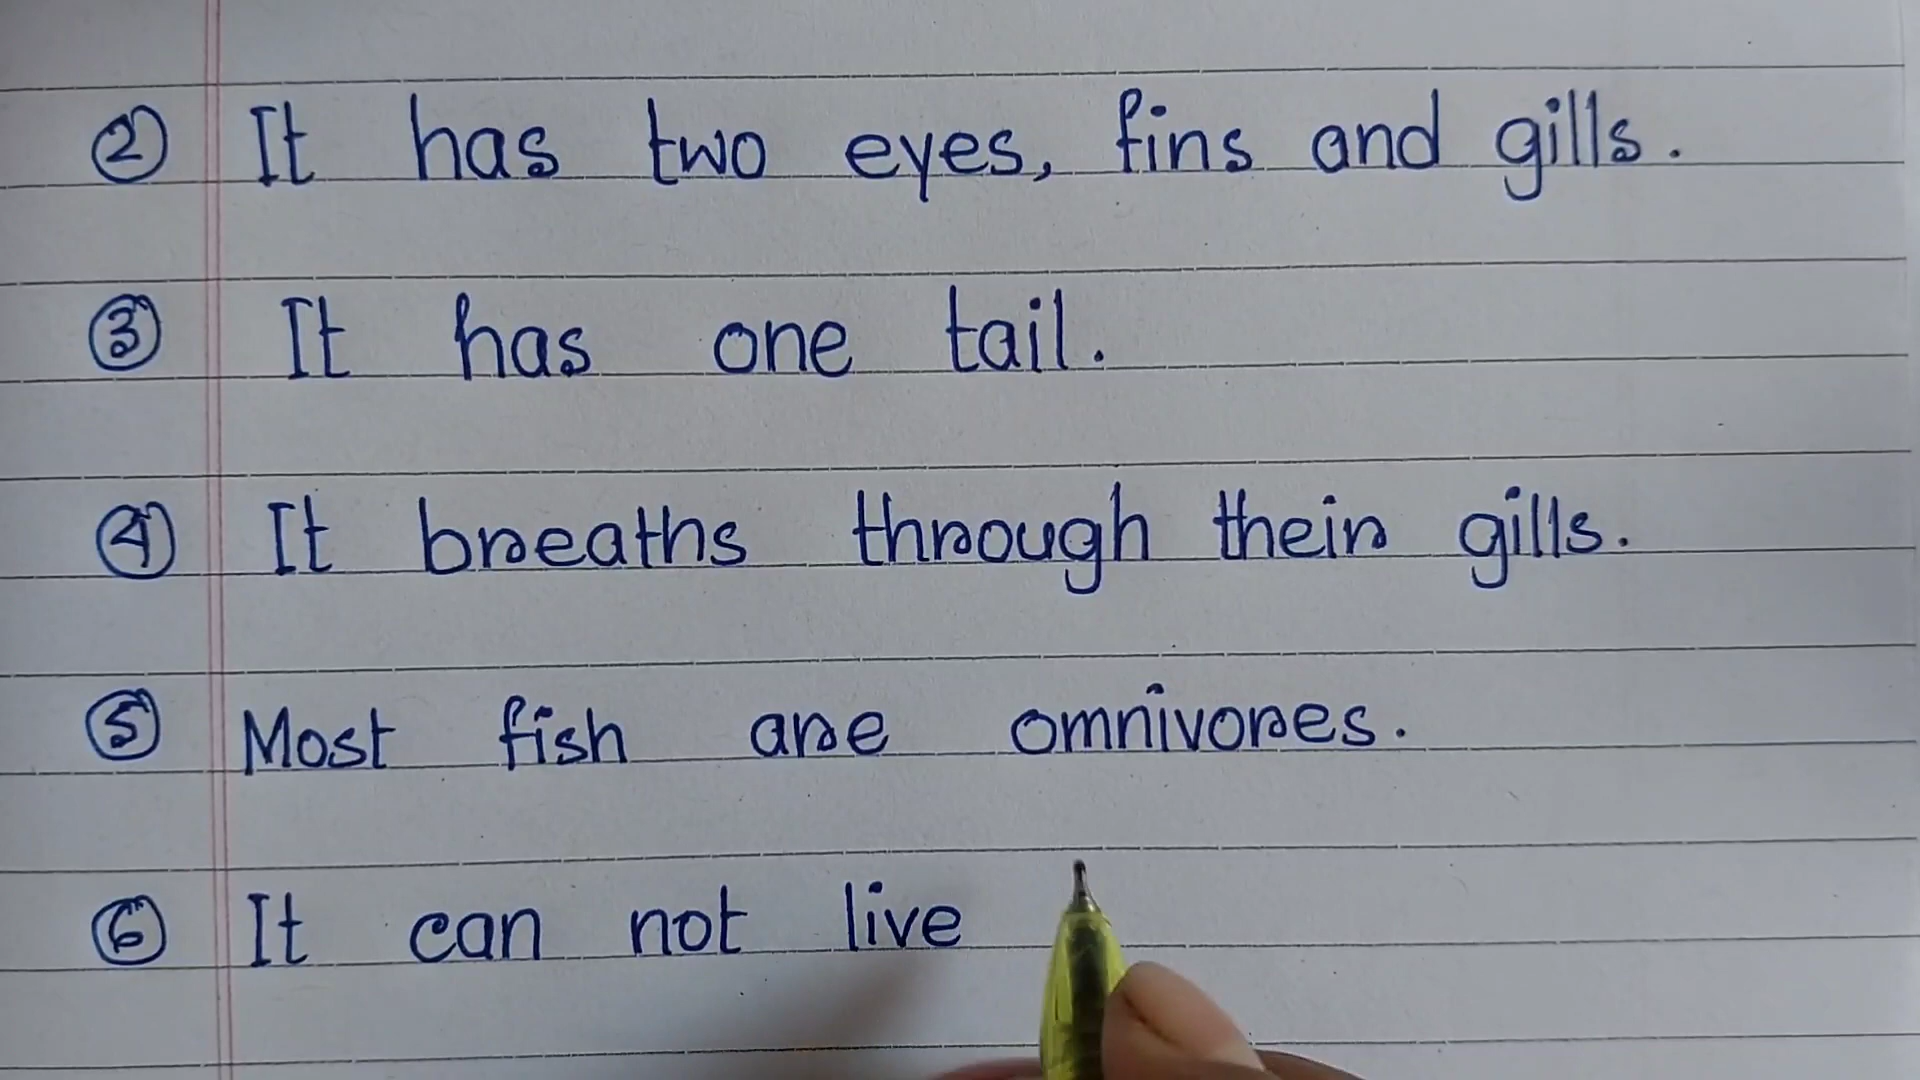 ② It has two eyes, fins and gills.
③ It has one tail.
④ It breaths through their gills.
⑤ Most fish are omnivores.
⑥ It can not live